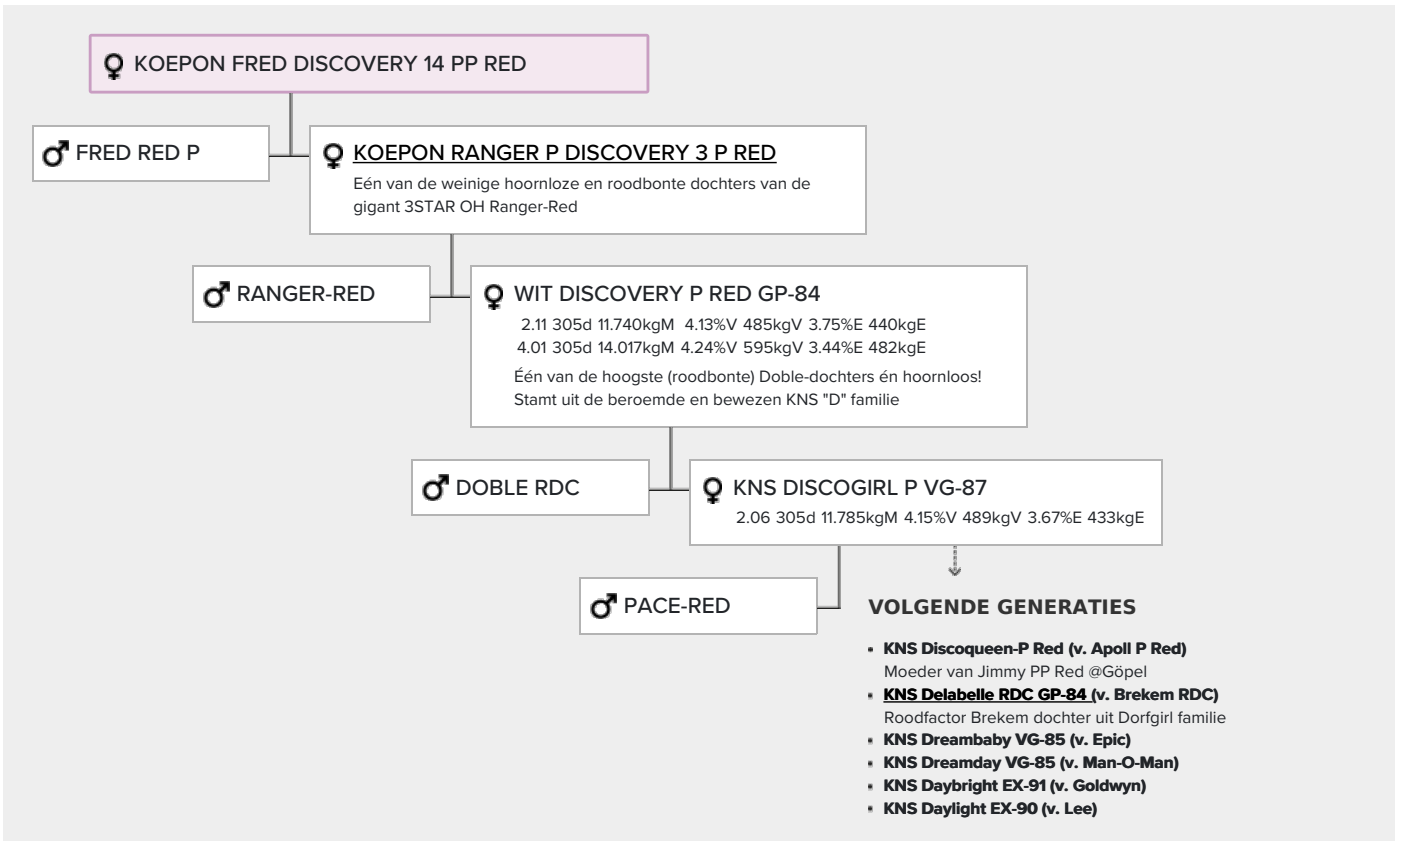 KOEPON FRED DISCOVERY 14 PP RED
FRED RED P
KOEPON RANGER P DISCOVERY 3 P RED
Eén van de weinige hoornloze en roodbonte dochters van de
gigant 3STAR OH Ranger-Red
RANGER-RED
WIT DISCOVERY P RED GP-84
2.11 305d 11.740kgM 4.13%V 485kgV 3.75%E 440kgE
4.01 305d 14.017kgM 4.24%V 595kgV 3.44%E 482kgE
Één van de hoogste (roodbonte) Doble-dochters én hoornloos!
Stamt uit de beroemde en bewezen KNS "D" familie
DOBLE RDC
KNS DISCOGIRL P VG-87
2.06 305d 11.785kgM 4.15%V 489kgV 3.67%E 433kgE
PACE-RED
VOLGENDE GENERATIES
KNS Discoqueen-P Red (v. Apoll P Red)
Moeder van Jimmy PP Red @Göpel
KNS Delabelle RDC GP-84 (v. Brekem RDC)
Roodfactor Brekem dochter uit Dorfgirl familie
KNS Dreambaby VG-85 (v. Epic)
KNS Dreamday VG-85 (v. Man-O-Man)
KNS Daybright EX-91 (v. Goldwyn)
KNS Daylight EX-90 (v. Lee)